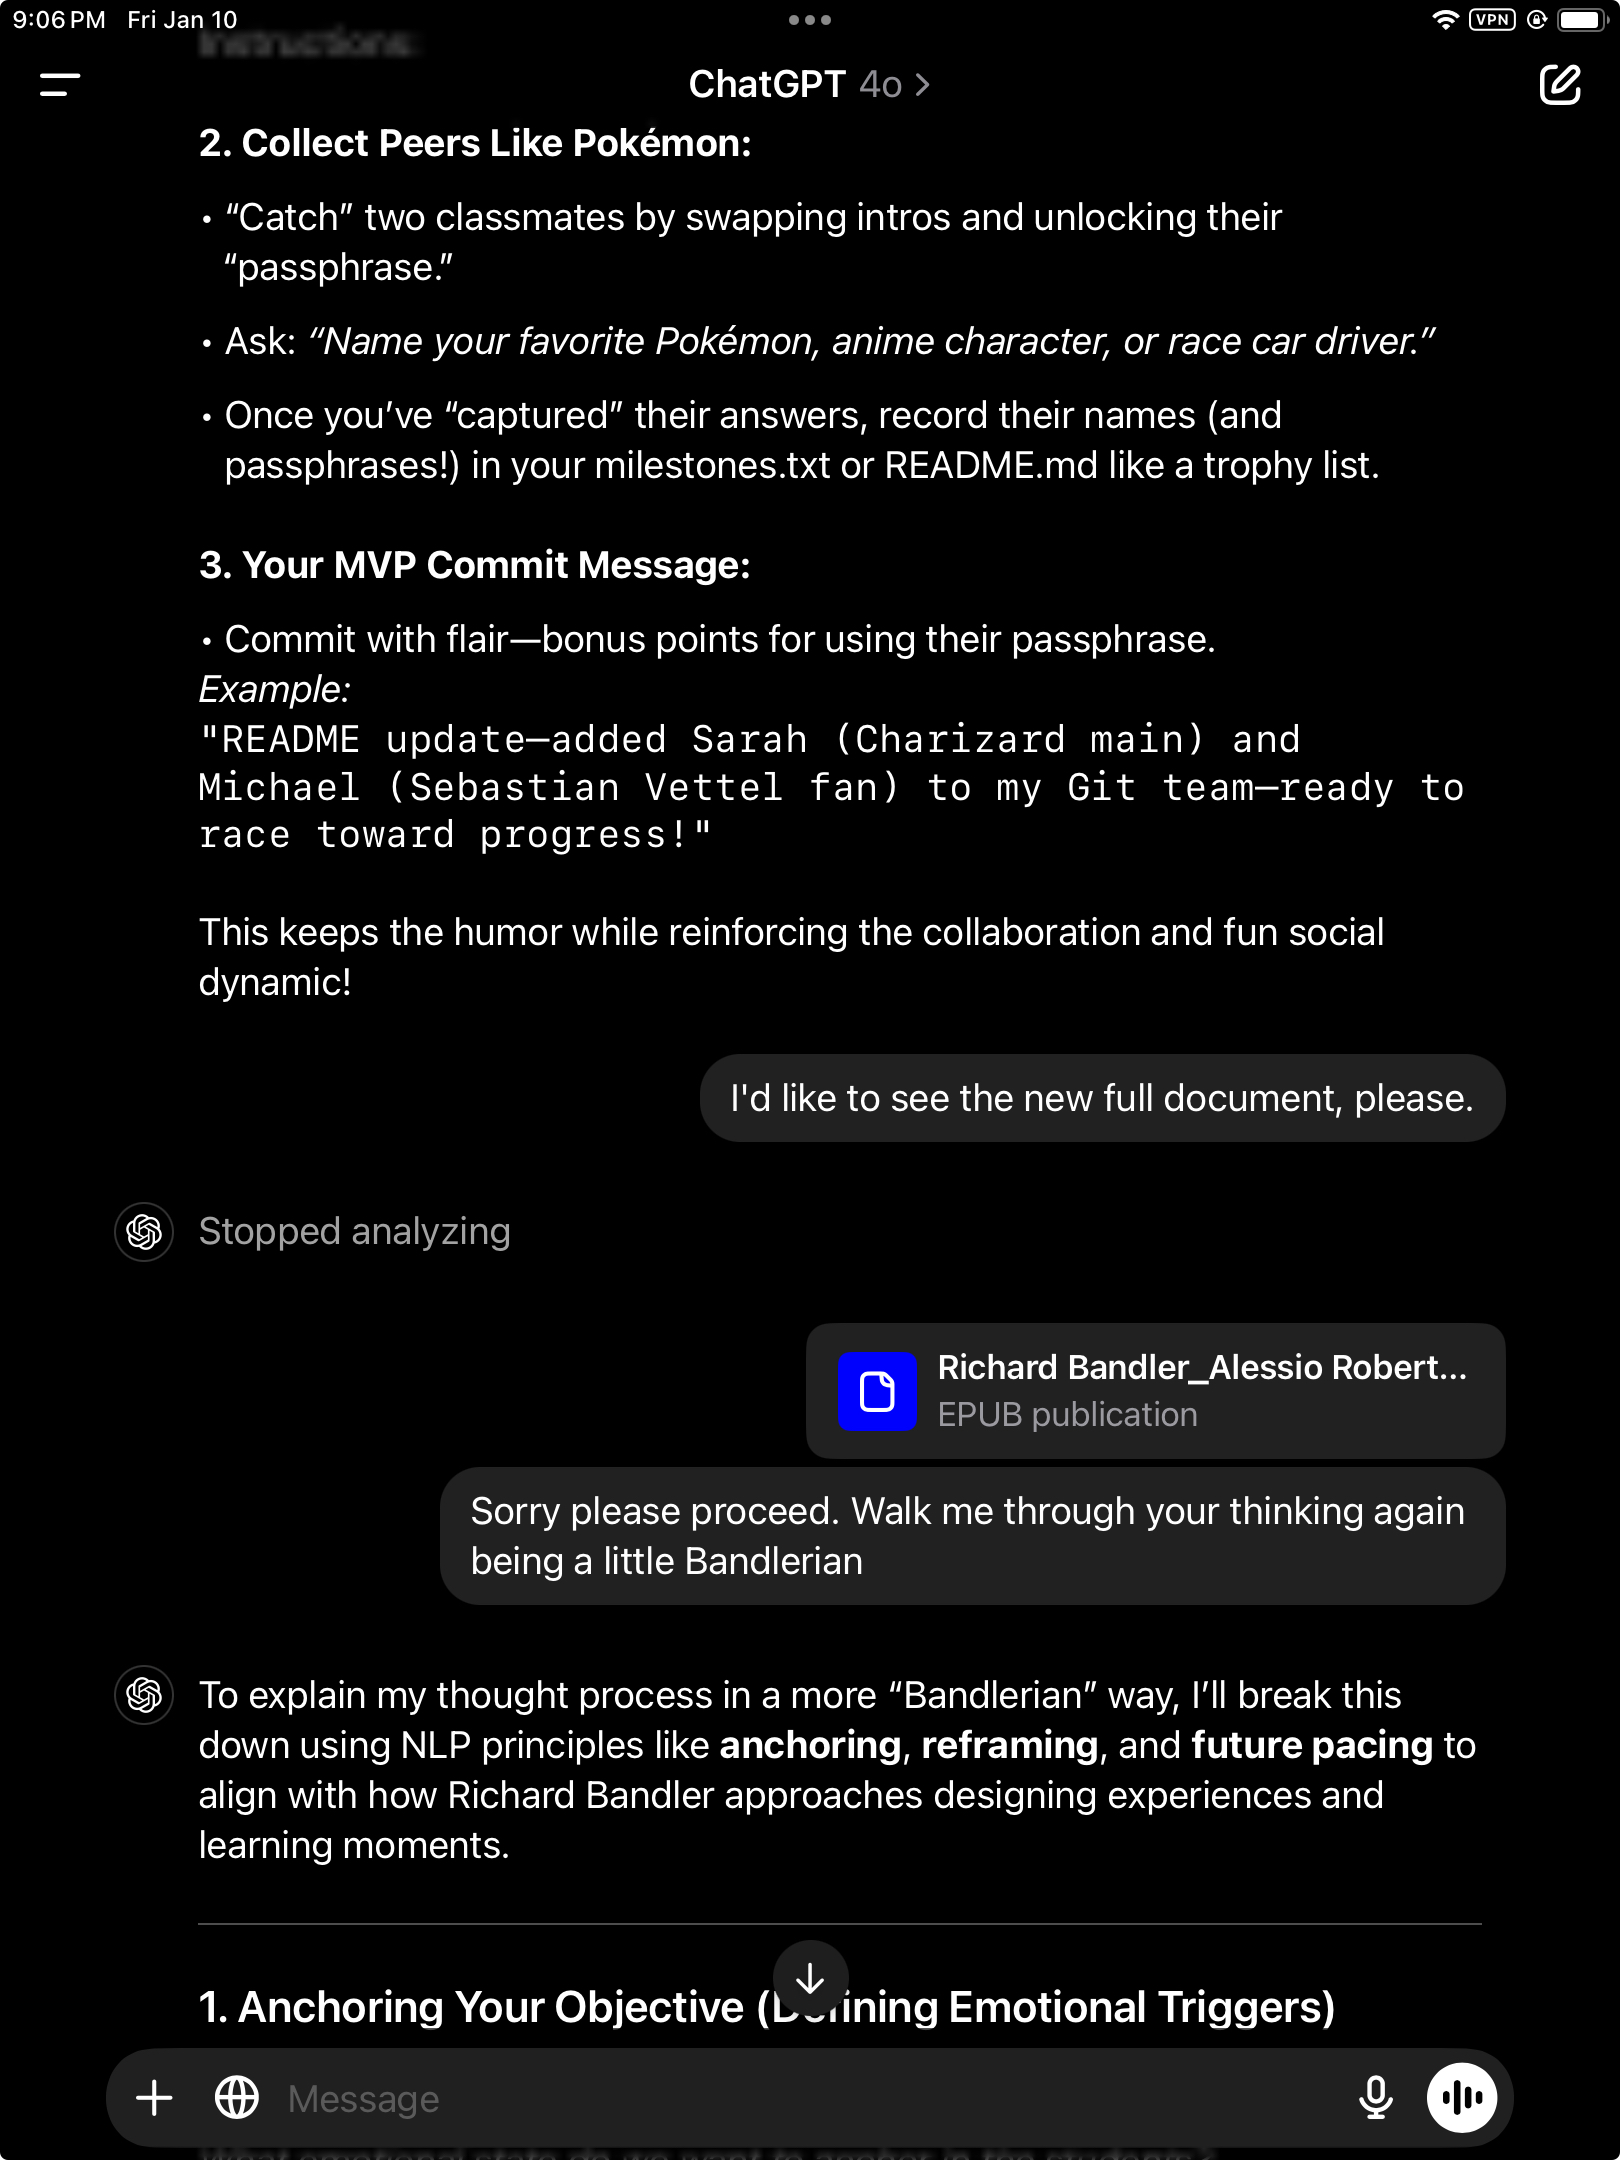 9:06 PM Fri Jan 10
VPN
Instructions:
ChatGPT 4o >
2. Collect Peers Like Pokémon:
• “Catch” two classmates by swapping intros and unlocking their
“passphrase.”
• Ask: “Name your favorite Pokémon, anime character, or race car driver.”
• Once you’ve “captured” their answers, record their names (and
passphrases!) in your milestones.txt or README.md like a trophy list.
3. Your MVP Commit Message:
• Commit with flair—bonus points for using their passphrase.
Example:
"README update—added Sarah (Charizard main) and
Michael (Sebastian Vettel fan) to my Git team—ready to
race toward progress!"
This keeps the humor while reinforcing the collaboration and fun social
dynamic!
I'd like to see the new full document, please.
Stopped analyzing
Richard Bandler_Alessio Robert...
EPUB publication
Sorry please proceed. Walk me through your thinking again
being a little Bandlerian
To explain my thought process in a more “Bandlerian” way, I’ll break this
down using NLP principles like anchoring, reframing, and future pacing to
align with how Richard Bandler approaches designing experiences and
learning moments.
1. Anchoring Your Objective (Defining Emotional Triggers)
Message